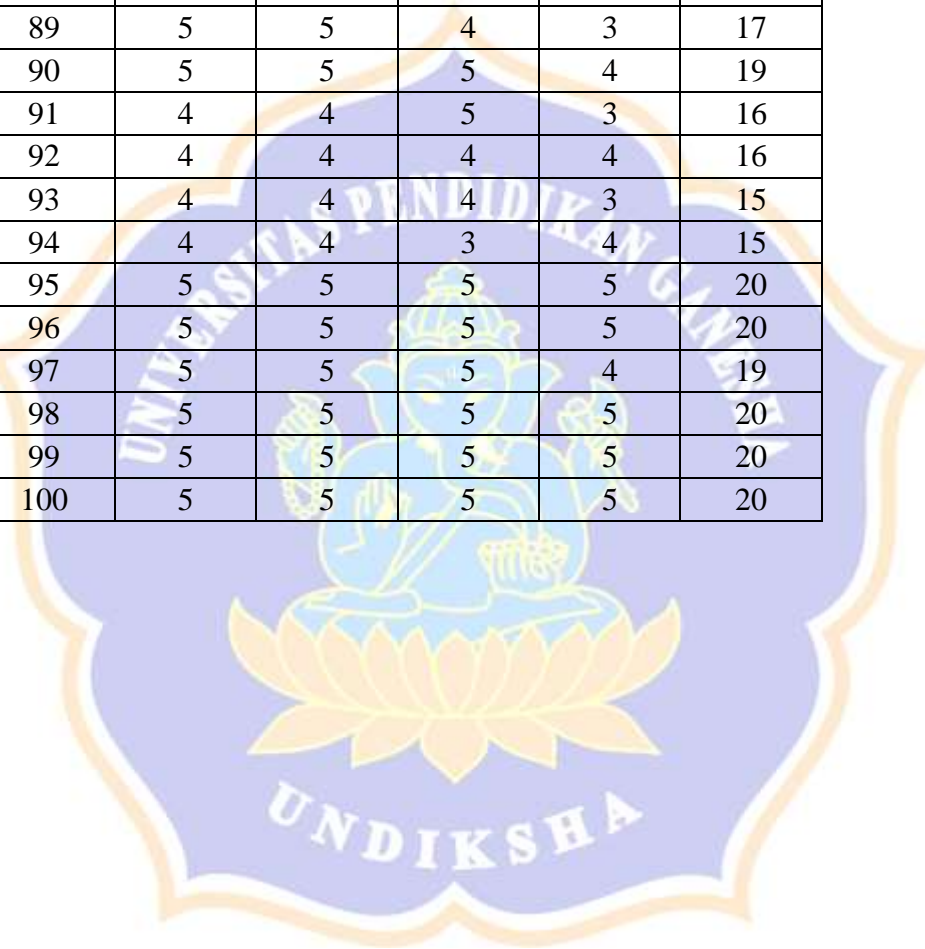 89 5 5 4 3 17
90 5 5 5 4 19
91 4 4 5 3 16
92 4 4 4 4 16
93 4 4 4 3 15
94 4 4 3 4 15
95 5 5 5 5 20
96 5 5 5 5 20
97 5 5 5 4 19
98 5 5 5 5 20
99 5 5 5 5 20
100 5 5 5 5 20
UNIVERSITAS PENDIDIKAN GANESHA
UNDIKSHA